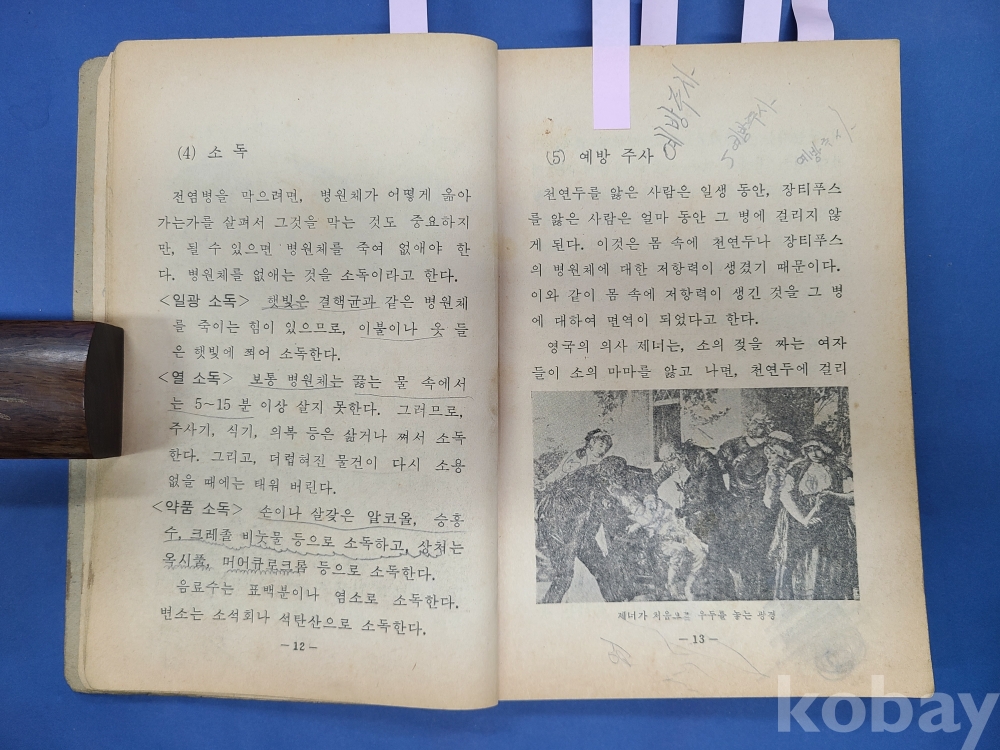 (4) 소 독
전염병을 막으려면, 병원체가 어떻게 옮아
가는가를 살펴서 그것을 막는 것도 중요하지
만, 될 수 있으면 병원체를 죽여 없애야 한
다. 병원체를 없애는 것을 소독이라고 한다.
<일광 소독> 햇빛은 결핵균과 같은 병원체
를 죽이는 힘이 있으므로, 이불이나 옷 들
은 햇빛에 쬐어 소독한다.
<열 소독> 보통 병원체는 끓는 물 속에서
는 5~15 분 이상 살지 못한다. 그러므로,
주사기, 식기, 의복 등은 삶거나 쪄서 소독
한다. 그리고, 더럽혀진 물건이 다시 소용
없을 때에는 태워 버린다.
<약품 소독> 손이나 살갗은 알코올, 승홍
수, 크레졸 비눗물 등으로 소독하고, 상처는
옥시풀, 머어큐로크롬 등으로 소독한다.
음료수는 표백분이나 염소로 소독한다.
변소는 소석회나 석탄산으로 소독한다.
－12－
(5) 예방 주사
예방주사
5 예방주사
예방주사
천연두를 앓은 사람은 일생 동안, 장티푸스
를 앓은 사람은 얼마 동안 그 병에 걸리지 않
게 된다. 이것은 몸 속에 천연두나 장티푸스
의 병원체에 대한 저항력이 생겼기 때문이다.
이와 같이 몸 속에 저항력이 생긴 것을 그 병
에 대하여 면역이 되었다고 한다.
영국의 의사 제너는, 소의 젖을 짜는 여자
들이 소의 마마를 앓고 나면, 천연두에 걸리
제너가 처음으로 우두를 놓는 광경
－13－
kobay